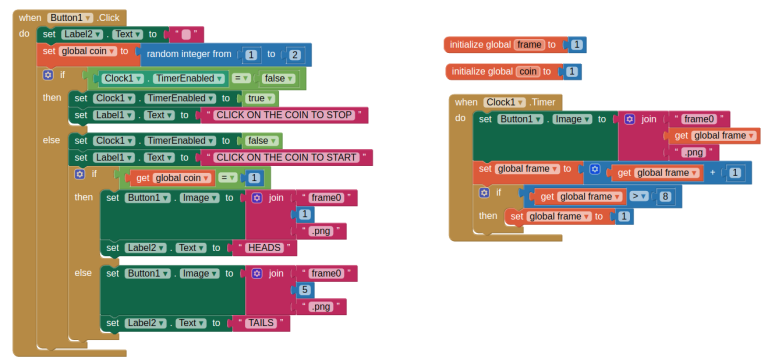 when Button1 .Click
do set Label2 . Text to " "
set global coin to random integer from 1 to 2
if Clock1 . TimerEnabled = false
then set Clock1 . TimerEnabled to true
set Label1 . Text to " CLICK ON THE COIN TO STOP "
else set Clock1 . TimerEnabled to false
set Label1 . Text to " CLICK ON THE COIN TO START "
if get global coin = 1
then set Button1 . Image to join " frame0 "
1
" .png "
set Label2 . Text to " HEADS "
else set Button1 . Image to join " frame0 "
5
" .png "
set Label2 . Text to " TAILS "
initialize global frame to 1
initialize global coin to 1
when Clock1 .Timer
do set Button1 . Image to join " frame0 "
get global frame
" .png "
set global frame to get global frame + 1
if get global frame > 8
then set global frame to 1